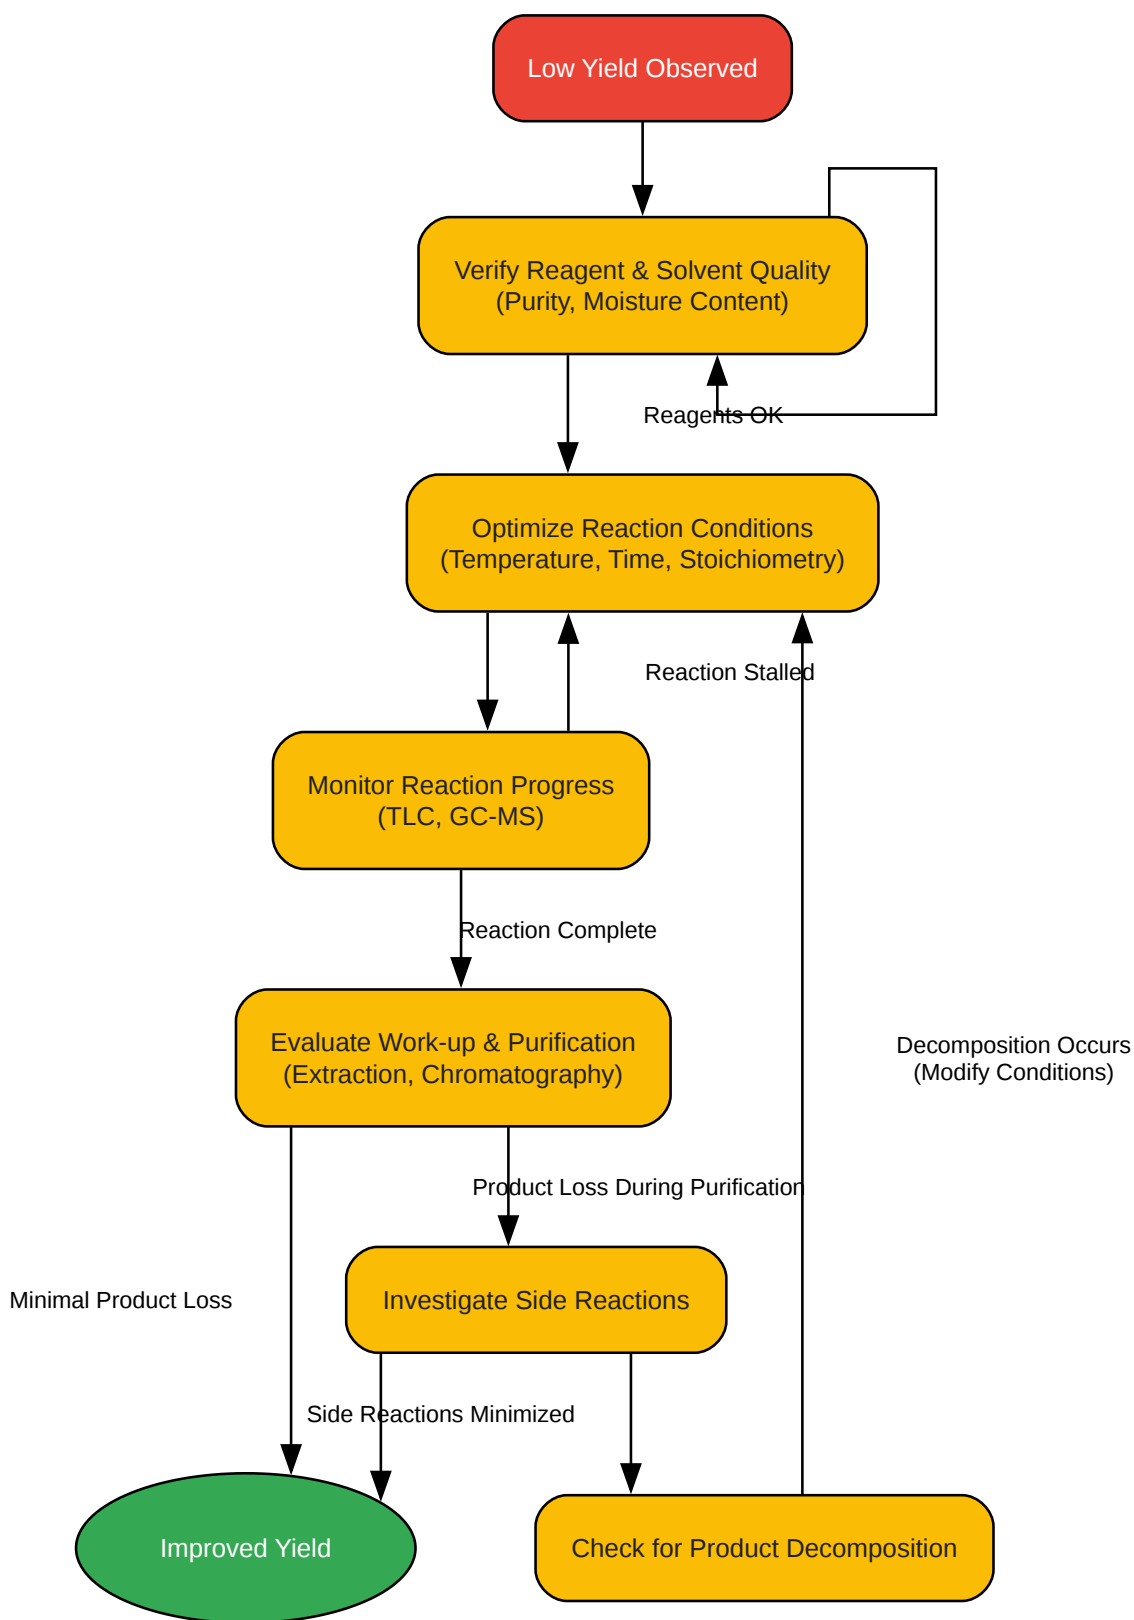 Low Yield Observed
Verify Reagent & Solvent Quality
(Purity, Moisture Content)
Reagents OK
Optimize Reaction Conditions
(Temperature, Time, Stoichiometry)
Reaction Stalled
Monitor Reaction Progress
(TLC, GC-MS)
Reaction Complete
Evaluate Work-up & Purification
(Extraction, Chromatography)
Decomposition Occurs
(Modify Conditions)
Product Loss During Purification
Minimal Product Loss
Investigate Side Reactions
Side Reactions Minimized
Improved Yield
Check for Product Decomposition